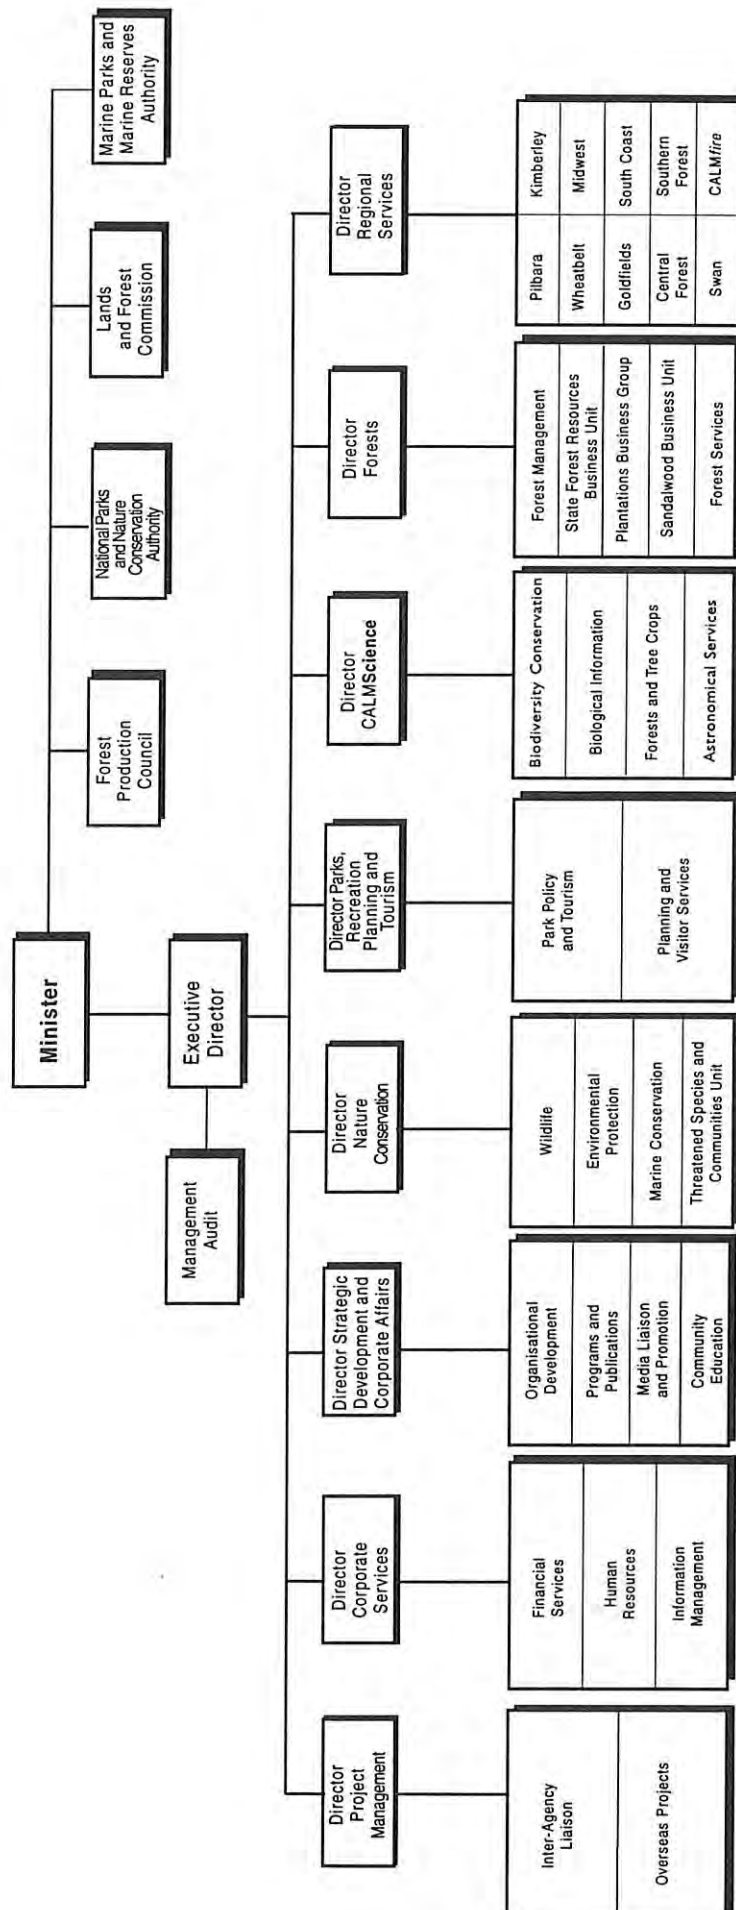 Minister
Forest
Production
Council
National Parks
and Nature
Conservation
Authority
Lands
and Forest
Commission
Marine Parks and
Marine Reserves
Authority
Executive
Director
Management
Audit
Director
Project
Management
Director
Corporate
Services
Director Strategic
Development and
Corporate Affairs
Director
Nature
Conservation
Director Parks,
Recreation
Planning and
Tourism
Director
CALMScience
Director
Forests
Director
Regional
Services
Inter-Agency
Liaison
Overseas Projects
Financial
Services
Human
Resources
Information
Management
Organisational
Development
Programs and
Publications
Media Liaison
and Promotion
Community
Education
Wildlife
Environmental
Protection
Marine Conservation
Threatened Species and
Communities Unit
Park Policy
and Tourism
Planning and
Visitor Services
Biodiversity Conservation
Biological Information
Forests and Tree Crops
Astronomical Services
Forest Management
State Forest Resources
Business Unit
Plantations Business Group
Sandalwood Business Unit
Forest Services
Pilbara
Kimberley
Wheatbelt
Midwest
Goldfields
South Coast
Central
Forest
Southern
Forest
Swan
CALMfire